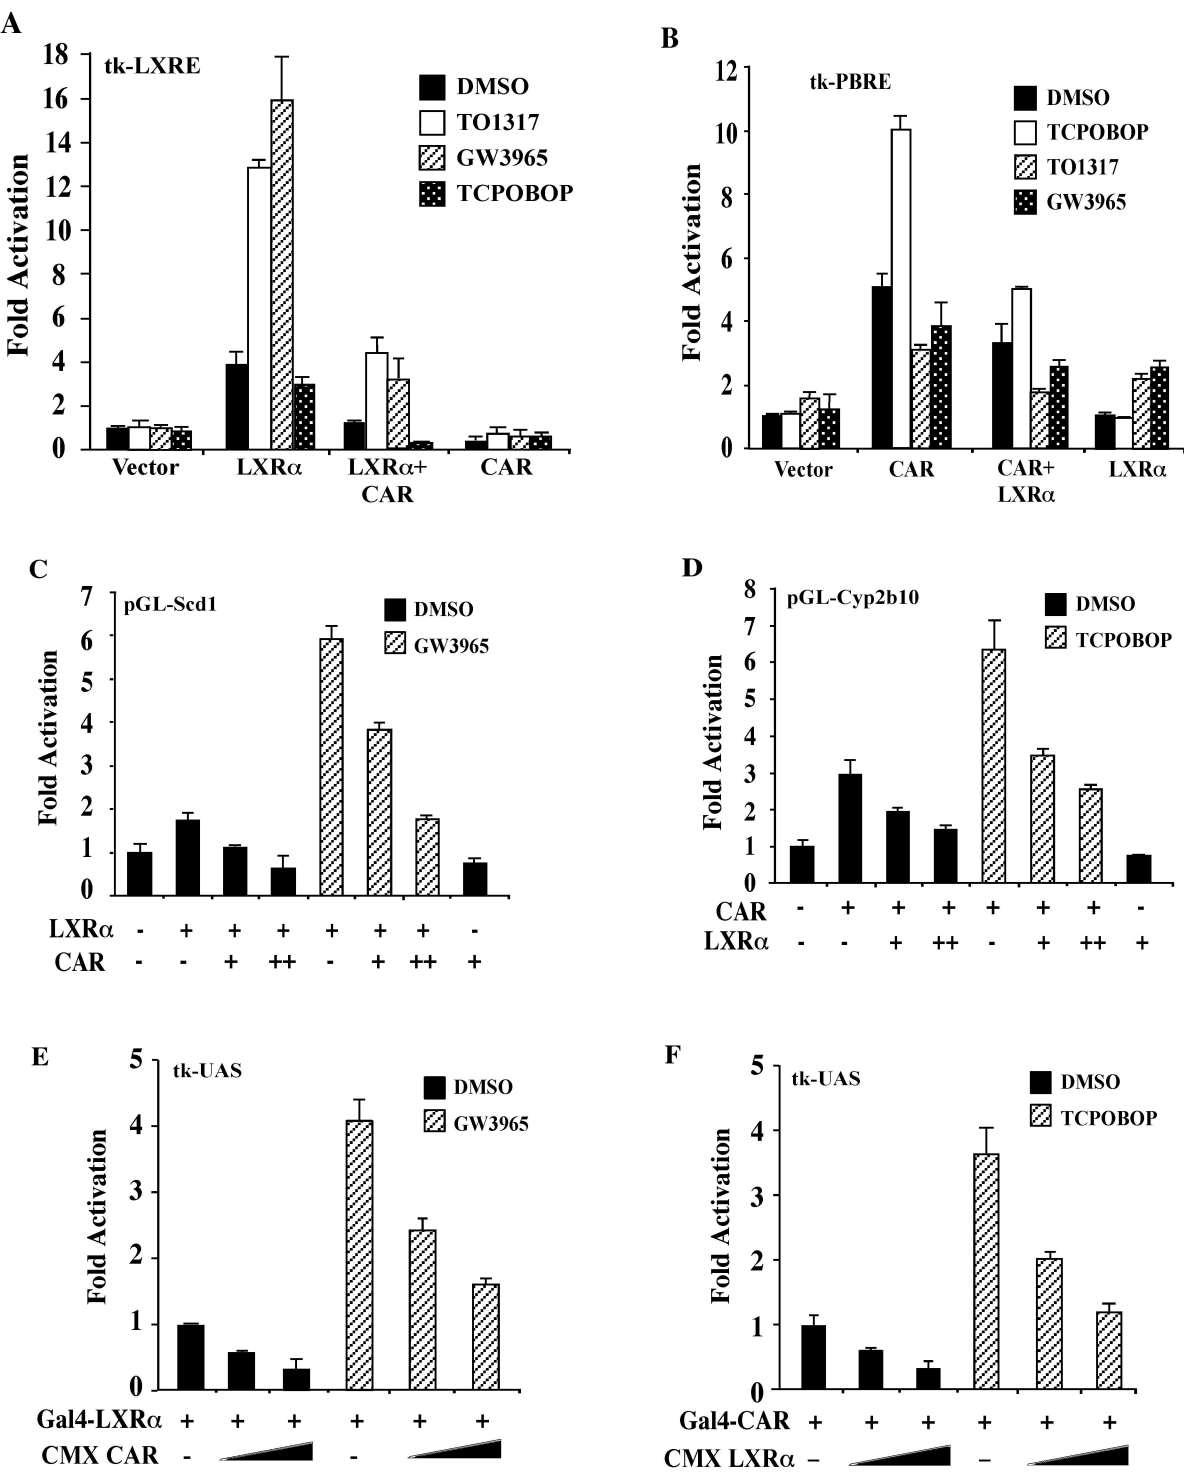 A
tk-LXRE
Fold Activation
18
16
14
12
10
8
6
4
2
0
DMSO
TO1317
GW3965
TCPOBOP
Vector LXRα LXRα+ CAR
CAR
B
tk-PBRE
Fold Activation
12
10
8
6
4
2
0
DMSO
TCPOBOP
TO1317
GW3965
Vector CAR CAR+ LXRα
LXRα
C
pGL-Scd1
Fold Activation
7
6
5
4
3
2
1
0
DMSO
GW3965
LXRα - + + + + + + -
CAR - - + ++ - + ++ +
D
pGL-Cyp2b10
Fold Activation
8
7
6
5
4
3
2
1
0
DMSO
TCPOBOP
CAR - + + + + + + -
LXRα - - + ++ - + ++ +
E
tk-UAS
Fold Activation
5
4
3
2
1
0
DMSO
GW3965
Gal4-LXRα + + + + + +
CMX CAR - -
F
tk-UAS
Fold Activation
5
4
3
2
1
0
DMSO
TCPOBOP
Gal4-CAR + + + + + +
CMX LXRα – –